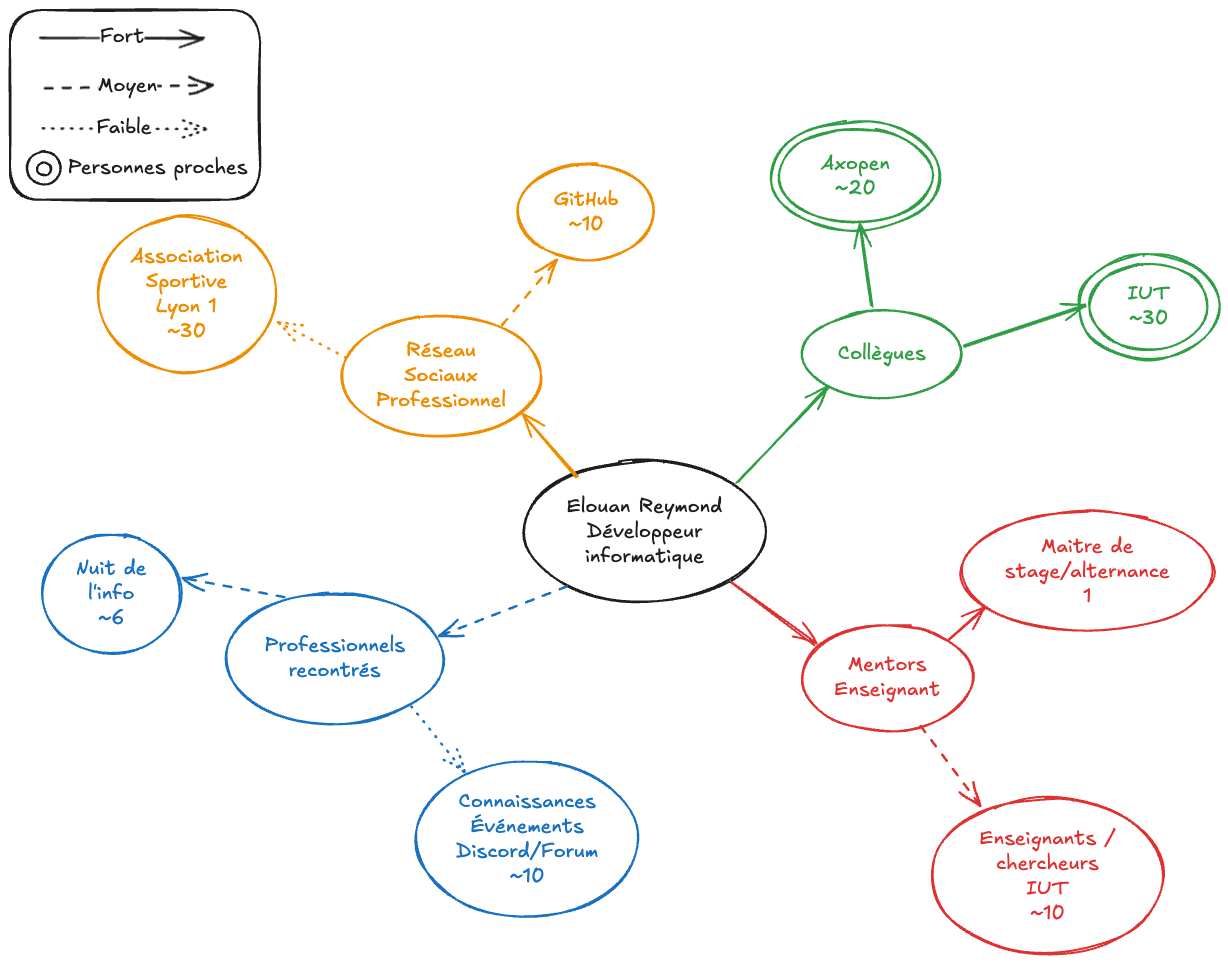 Fort
Moyen
Faible
Personnes proches
Axopen
~20
GitHub
~10
Association
Sportive
Lyon 1
~30
IUT
~30
Réseau
Sociaux
Professionnel
Collègues
Elouan Reymond
Développeur
informatique
Nuit de
l'info
~6
Maitre de
stage/alternance
1
Professionnels
recontrés
Mentors
Enseignant
Connaissances
Événements
Discord/Forum
~10
Enseignants /
chercheurs
IUT
~10